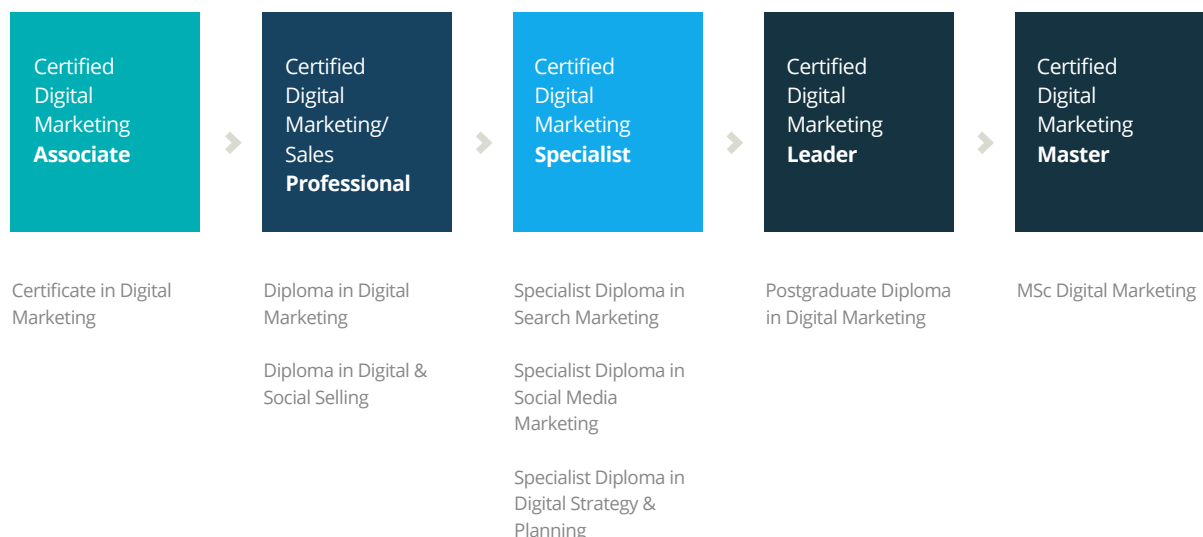 Certified
Digital
Marketing
Associate
Certified
Digital
Marketing/
Sales
Professional
Certified
Digital
Marketing
Specialist
Certified
Digital
Marketing
Leader
Certified
Digital
Marketing
Master
Certificate in Digital
Marketing
Diploma in Digital
Marketing
Diploma in Digital &
Social Selling
Specialist Diploma in
Search Marketing
Specialist Diploma in
Social Media
Marketing
Specialist Diploma in
Digital Strategy &
Planning
Postgraduate Diploma
in Digital Marketing
MSc Digital Marketing